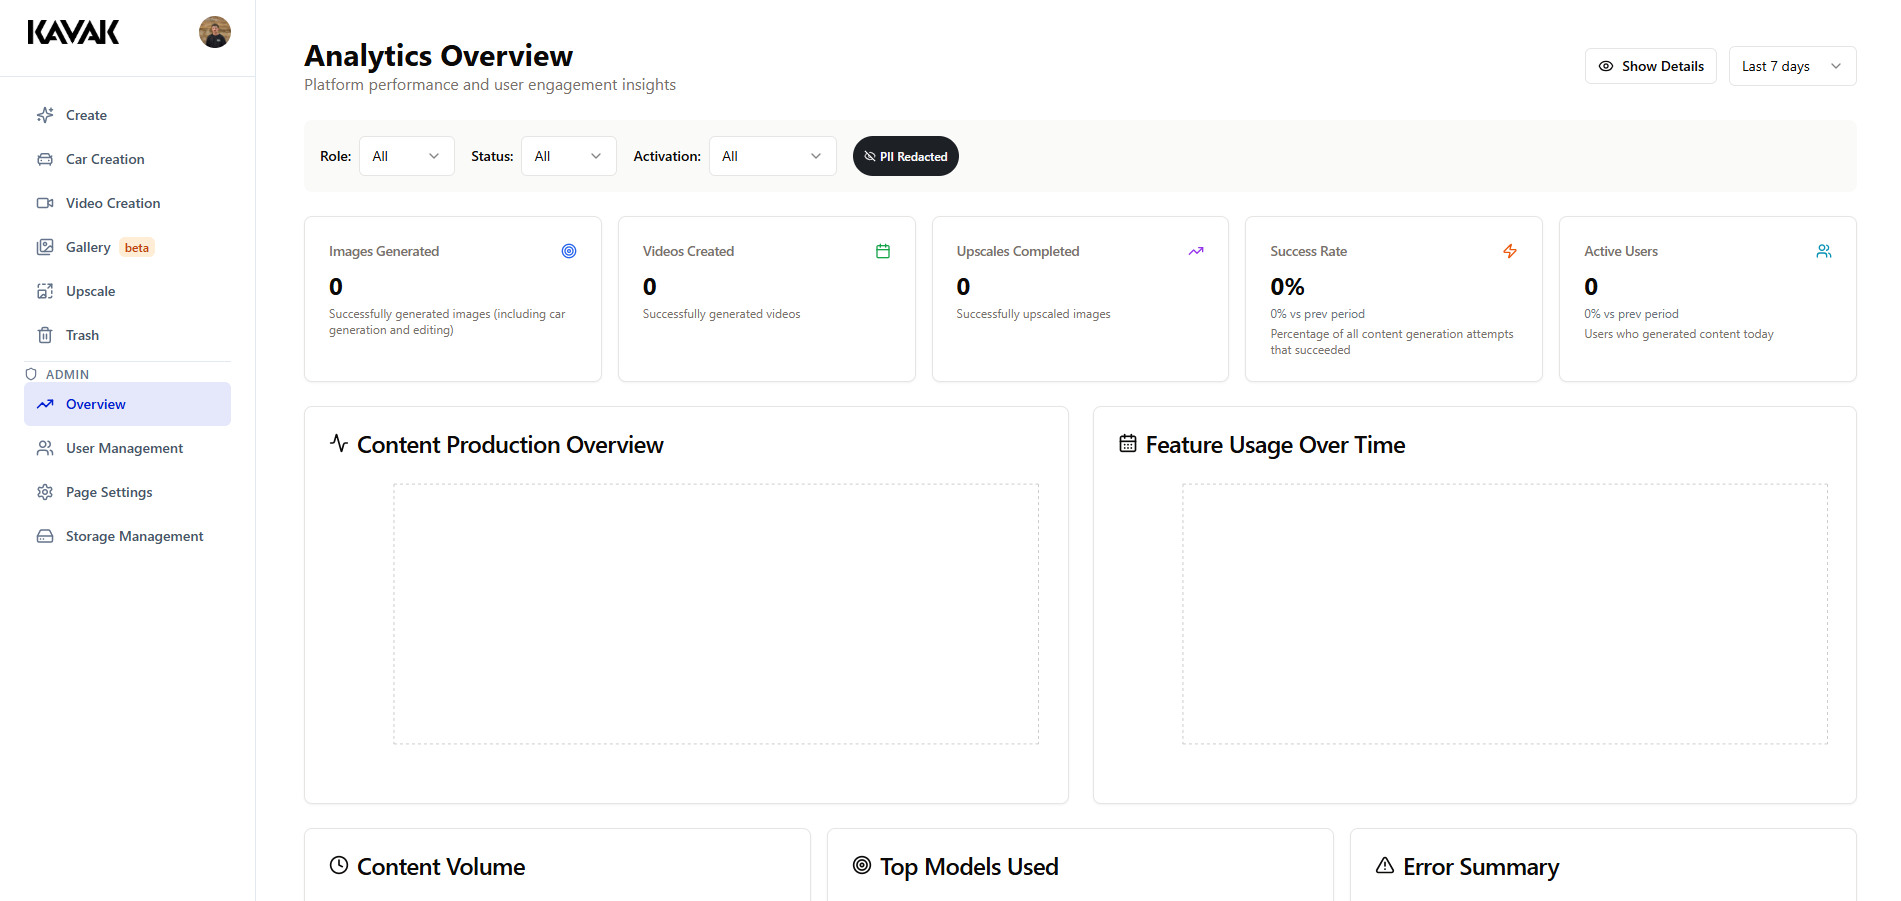 KAVAK
Create
Car Creation
Video Creation
Gallery beta
Upscale
Trash
ADMIN
Overview
User Management
Page Settings
Storage Management
Analytics Overview
Platform performance and user engagement insights
Show Details
Last 7 days
Role: All Status: All Activation: All PII Redacted
Images Generated
0
Successfully generated images (including car
generation and editing)
Videos Created
0
Successfully generated videos
Upscales Completed
0
Successfully upscaled images
Success Rate
0%
0% vs prev period
Percentage of all content generation attempts
that succeeded
Active Users
0
0% vs prev period
Users who generated content today
Content Production Overview
Feature Usage Over Time
Content Volume
Top Models Used
Error Summary